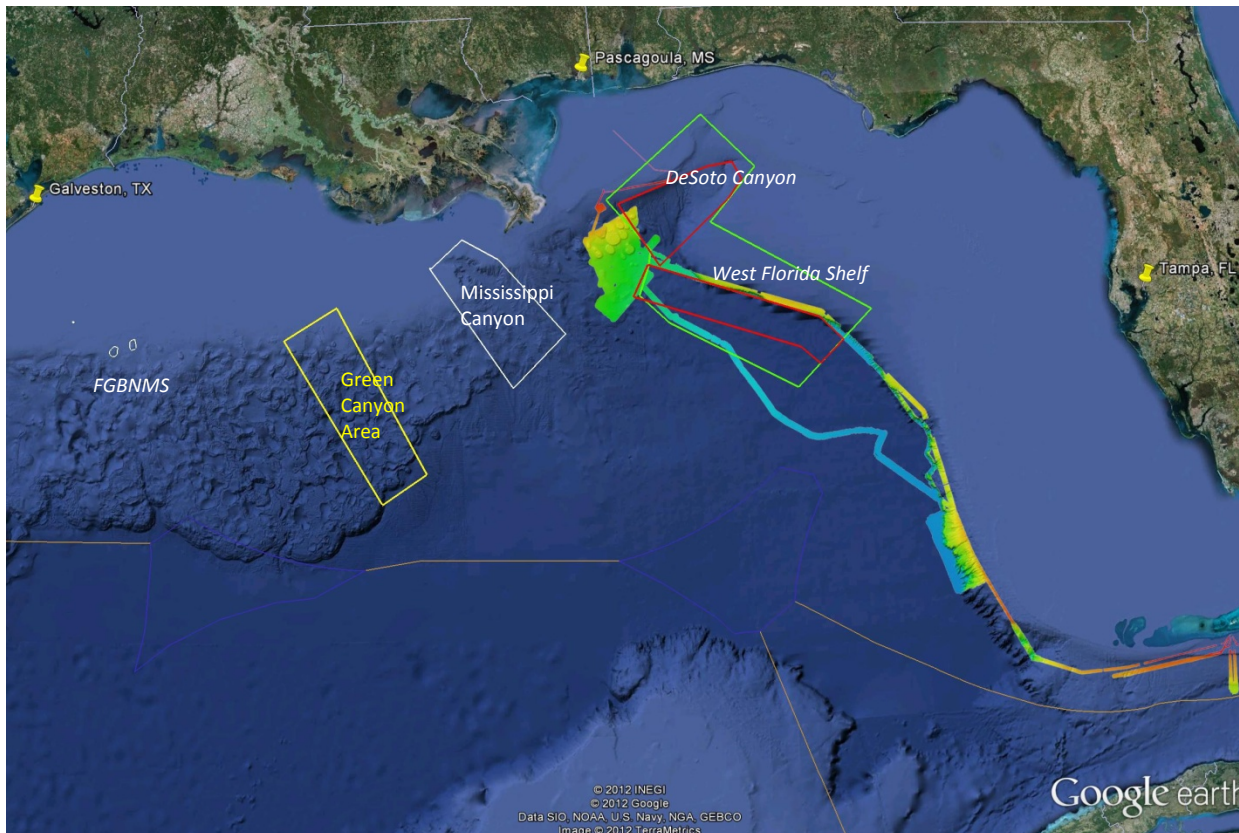 Pascagoula, MS
Galveston, TX
DeSoto Canyon
West Florida Shelf
Tampa, FL
Mississippi
Canyon
FGBNMS
Green
Canyon
Area
© 2012 INEGI
© 2012 Google
Data SIO, NOAA, U.S. Navy, NGA, GEBCO
Image © 2012 TerraMetrics
Google earth